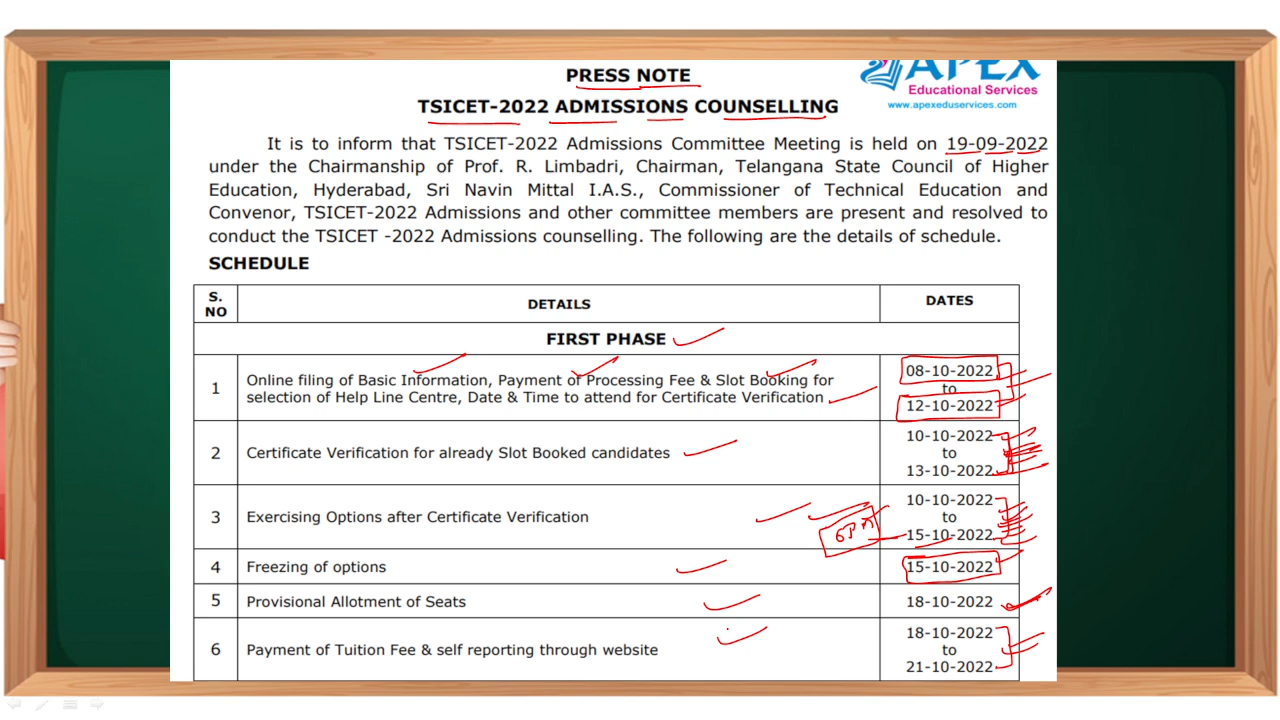 PRESS NOTE
APEX
Educational Services
www.apexeduservices.com
TSICET-2022 ADMISSIONS COUNSELLING
It is to inform that TSICET-2022 Admissions Committee Meeting is held on 19-09-2022
under the Chairmanship of Prof. R. Limbadri, Chairman, Telangana State Council of Higher
Education, Hyderabad, Sri Navin Mittal I.A.S., Commissioner of Technical Education and
Convenor, TSICET-2022 Admissions and other committee members are present and resolved to
conduct the TSICET -2022 Admissions counselling. The following are the details of schedule.
SCHEDULE
S. NO DETAILS DATES
FIRST PHASE
1 Online filing of Basic Information, Payment of Processing Fee & Slot Booking for
selection of Help Line Centre, Date & Time to attend for Certificate Verification
08-10-2022
to
12-10-2022
2 Certificate Verification for already Slot Booked candidates
10-10-2022
to
13-10-2022
3 Exercising Options after Certificate Verification
6PM
10-10-2022
to
15-10-2022
4 Freezing of options 15-10-2022
5 Provisional Allotment of Seats 18-10-2022
6 Payment of Tuition Fee & self reporting through website
18-10-2022
to
21-10-2022